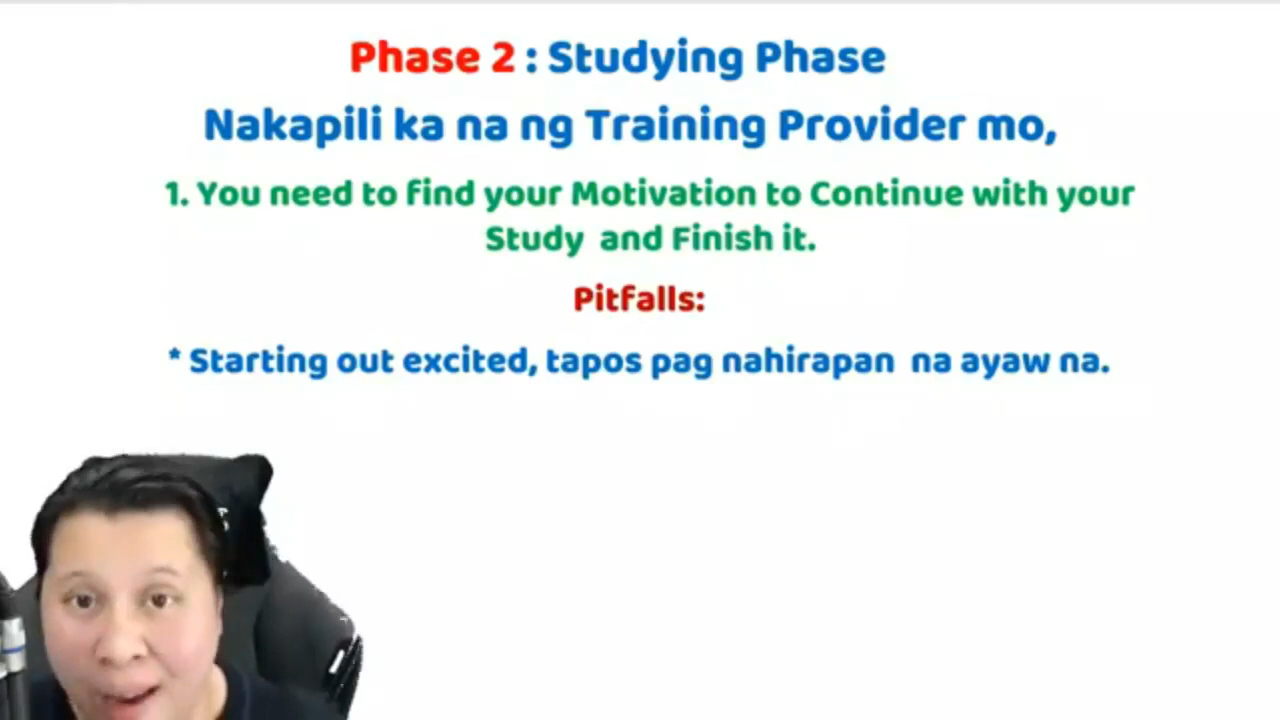 Phase 2 : Studying Phase
Nakapili ka na ng Training Provider mo,
1. You need to find your Motivation to Continue with your
Study and Finish it.
Pitfalls:
* Starting out excited, tapos pag nahirapan na ayaw na.